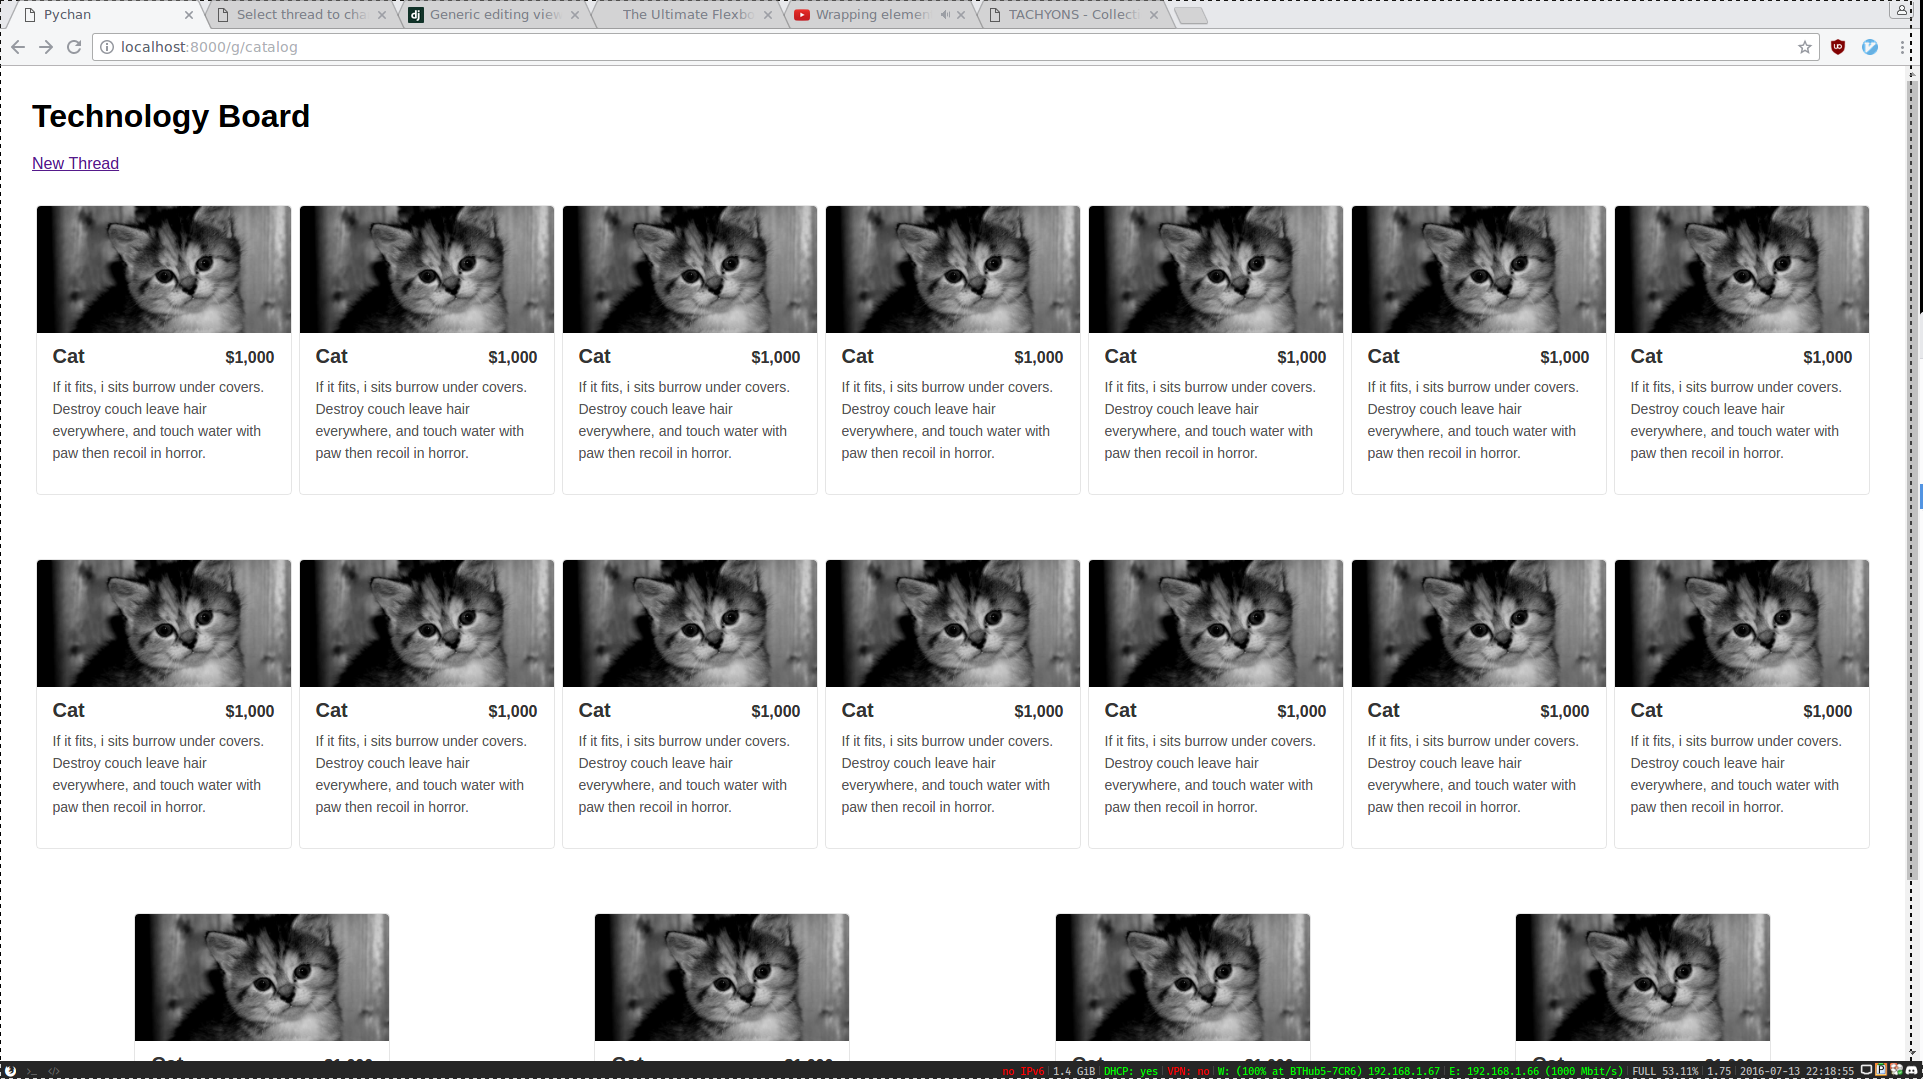 Pychan
Select thread to cha
Generic editing view
The Ultimate Flexbo
Wrapping elemen
TACHYONS - Collecti
localhost:8000/g/catalog
Technology Board
New Thread
Cat $1,000 Cat $1,000 Cat $1,000 Cat $1,000 Cat $1,000 Cat $1,000 Cat $1,000
If it fits, i sits burrow under covers. If it fits, i sits burrow under covers. If it fits, i sits burrow under covers. If it fits, i sits burrow under covers. If it fits, i sits burrow under covers. If it fits, i sits burrow under covers. If it fits, i sits burrow under covers.
Destroy couch leave hair Destroy couch leave hair Destroy couch leave hair Destroy couch leave hair Destroy couch leave hair Destroy couch leave hair Destroy couch leave hair
everywhere, and touch water with everywhere, and touch water with everywhere, and touch water with everywhere, and touch water with everywhere, and touch water with everywhere, and touch water with everywhere, and touch water with
paw then recoil in horror. paw then recoil in horror. paw then recoil in horror. paw then recoil in horror. paw then recoil in horror. paw then recoil in horror. paw then recoil in horror.
Cat $1,000 Cat $1,000 Cat $1,000 Cat $1,000 Cat $1,000 Cat $1,000 Cat $1,000
If it fits, i sits burrow under covers. If it fits, i sits burrow under covers. If it fits, i sits burrow under covers. If it fits, i sits burrow under covers. If it fits, i sits burrow under covers. If it fits, i sits burrow under covers. If it fits, i sits burrow under covers.
Destroy couch leave hair Destroy couch leave hair Destroy couch leave hair Destroy couch leave hair Destroy couch leave hair Destroy couch leave hair Destroy couch leave hair
everywhere, and touch water with everywhere, and touch water with everywhere, and touch water with everywhere, and touch water with everywhere, and touch water with everywhere, and touch water with everywhere, and touch water with
paw then recoil in horror. paw then recoil in horror. paw then recoil in horror. paw then recoil in horror. paw then recoil in horror. paw then recoil in horror. paw then recoil in horror.
Cat $1,000 Cat $1,000 Cat $1,000 Cat $1,000
no IPv6 | 1.4 GiB | DHCP: yes | VPN: no | W: (100% at BTHub5-7CR6) 192.168.1.67 | E: 192.168.1.66 (1000 Mbit/s) | FULL 53.11% | 1.75 | 2016-07-13 22:18:55